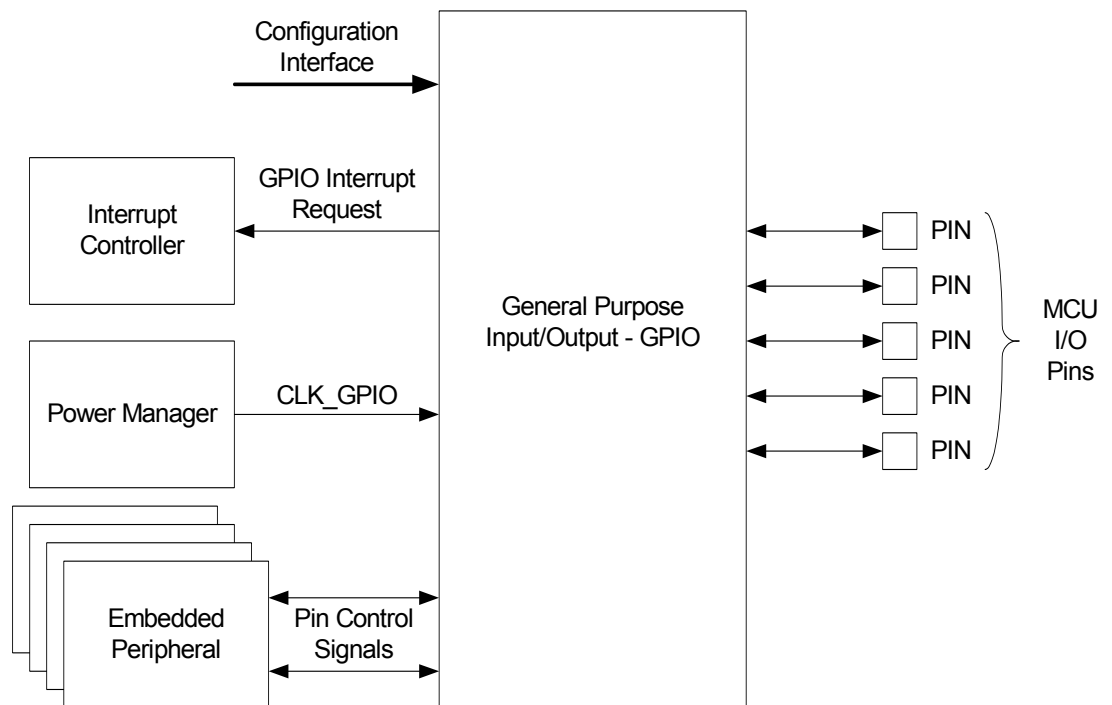 Configuration
Interface
GPIO Interrupt
Request
Interrupt
Controller
General Purpose
Input/Output - GPIO
Power Manager
CLK_GPIO
Embedded
Peripheral
Pin Control
Signals
PIN
PIN
PIN
PIN
PIN
MCU
I/O
Pins